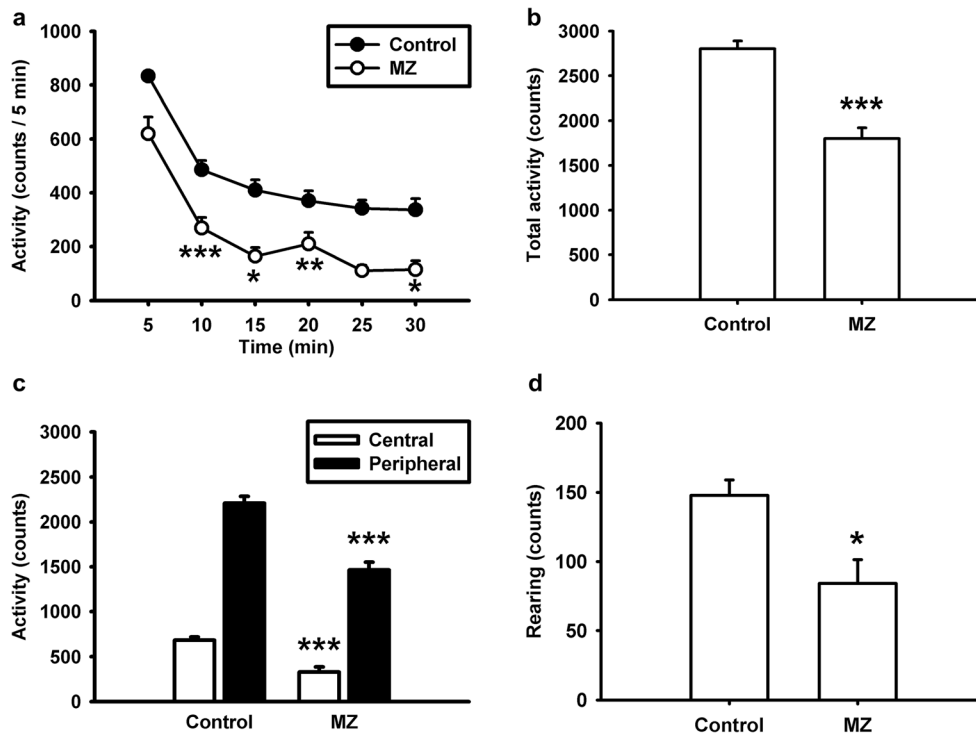 a
1000
800
600
400
200
0
Activity (counts / 5 min)
Control
MZ
***
*
**
*
5 10 15 20 25 30
Time (min)
b
3000
2500
2000
1500
1000
500
0
Total activity (counts)
***
Control MZ
c
3000
2500
2000
1500
1000
500
0
Activity (counts)
Central
Peripheral
***
***
Control MZ
d
200
150
100
50
0
Rearing (counts)
*
Control MZ